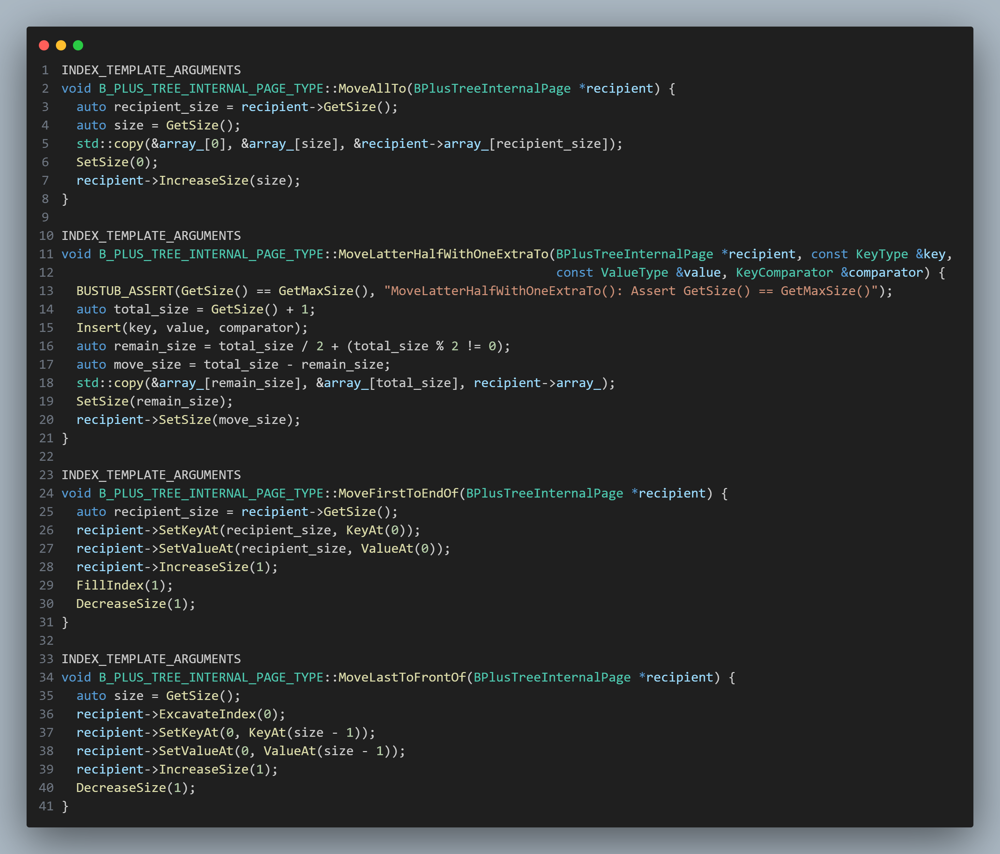 1 INDEX_TEMPLATE_ARGUMENTS
2 void B_PLUS_TREE_INTERNAL_PAGE_TYPE::MoveAllTo(BPlusTreeInternalPage *recipient) {
3   auto recipient_size = recipient->GetSize();
4   auto size = GetSize();
5   std::copy(&array_[0], &array_[size], &recipient->array_[recipient_size]);
6   SetSize(0);
7   recipient->IncreaseSize(size);
8 }
9
10 INDEX_TEMPLATE_ARGUMENTS
11 void B_PLUS_TREE_INTERNAL_PAGE_TYPE::MoveLatterHalfWithOneExtraTo(BPlusTreeInternalPage *recipient, const KeyType &key,
12                                                                   const ValueType &value, KeyComparator &comparator) {
13   BUSTUB_ASSERT(GetSize() == GetMaxSize(), "MoveLatterHalfWithOneExtraTo(): Assert GetSize() == GetMaxSize()");
14   auto total_size = GetSize() + 1;
15   Insert(key, value, comparator);
16   auto remain_size = total_size / 2 + (total_size % 2 != 0);
17   auto move_size = total_size - remain_size;
18   std::copy(&array_[remain_size], &array_[total_size], recipient->array_);
19   SetSize(remain_size);
20   recipient->SetSize(move_size);
21 }
22
23 INDEX_TEMPLATE_ARGUMENTS
24 void B_PLUS_TREE_INTERNAL_PAGE_TYPE::MoveFirstToEndOf(BPlusTreeInternalPage *recipient) {
25   auto recipient_size = recipient->GetSize();
26   recipient->SetKeyAt(recipient_size, KeyAt(0));
27   recipient->SetValueAt(recipient_size, ValueAt(0));
28   recipient->IncreaseSize(1);
29   FillIndex(1);
30   DecreaseSize(1);
31 }
32
33 INDEX_TEMPLATE_ARGUMENTS
34 void B_PLUS_TREE_INTERNAL_PAGE_TYPE::MoveLastToFrontOf(BPlusTreeInternalPage *recipient) {
35   auto size = GetSize();
36   recipient->ExcavateIndex(0);
37   recipient->SetKeyAt(0, KeyAt(size - 1));
38   recipient->SetValueAt(0, ValueAt(size - 1));
39   recipient->IncreaseSize(1);
40   DecreaseSize(1);
41 }